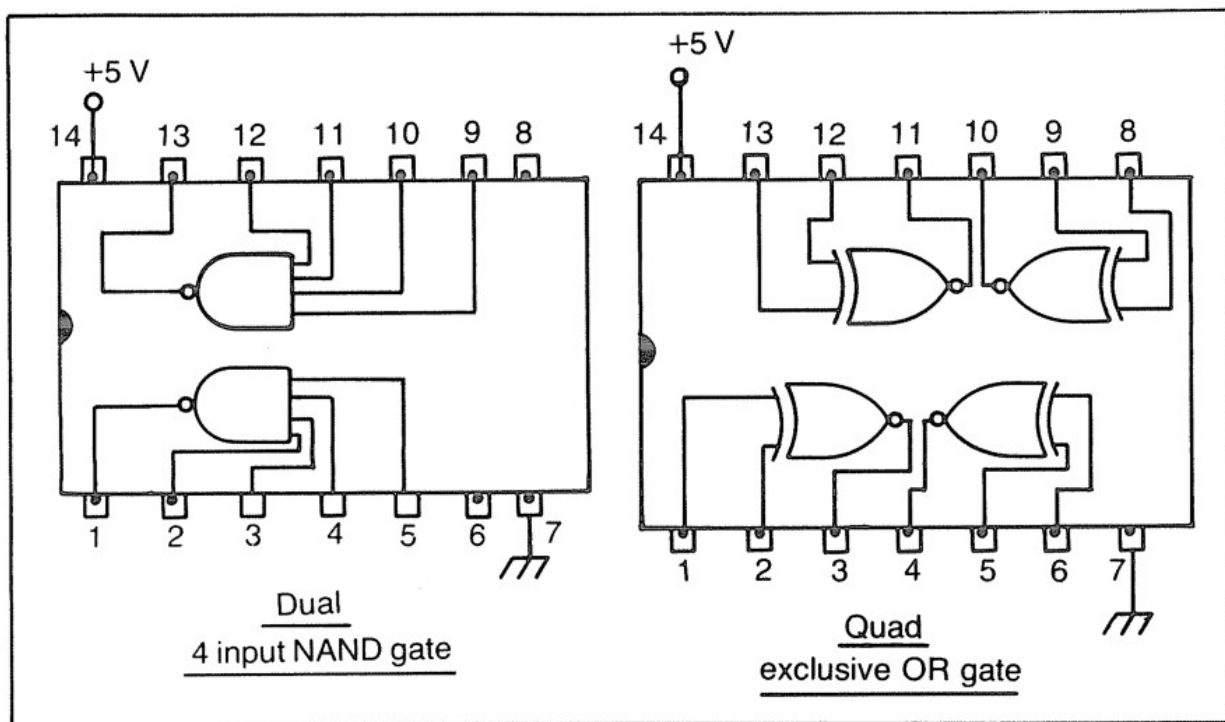 +5 V
14 13 12 11 10 9 8
1 2 3 4 5 6 7
Dual
4 input NAND gate
+5 V
14 13 12 11 10 9 8
1 2 3 4 5 6 7
Quad
exclusive OR gate